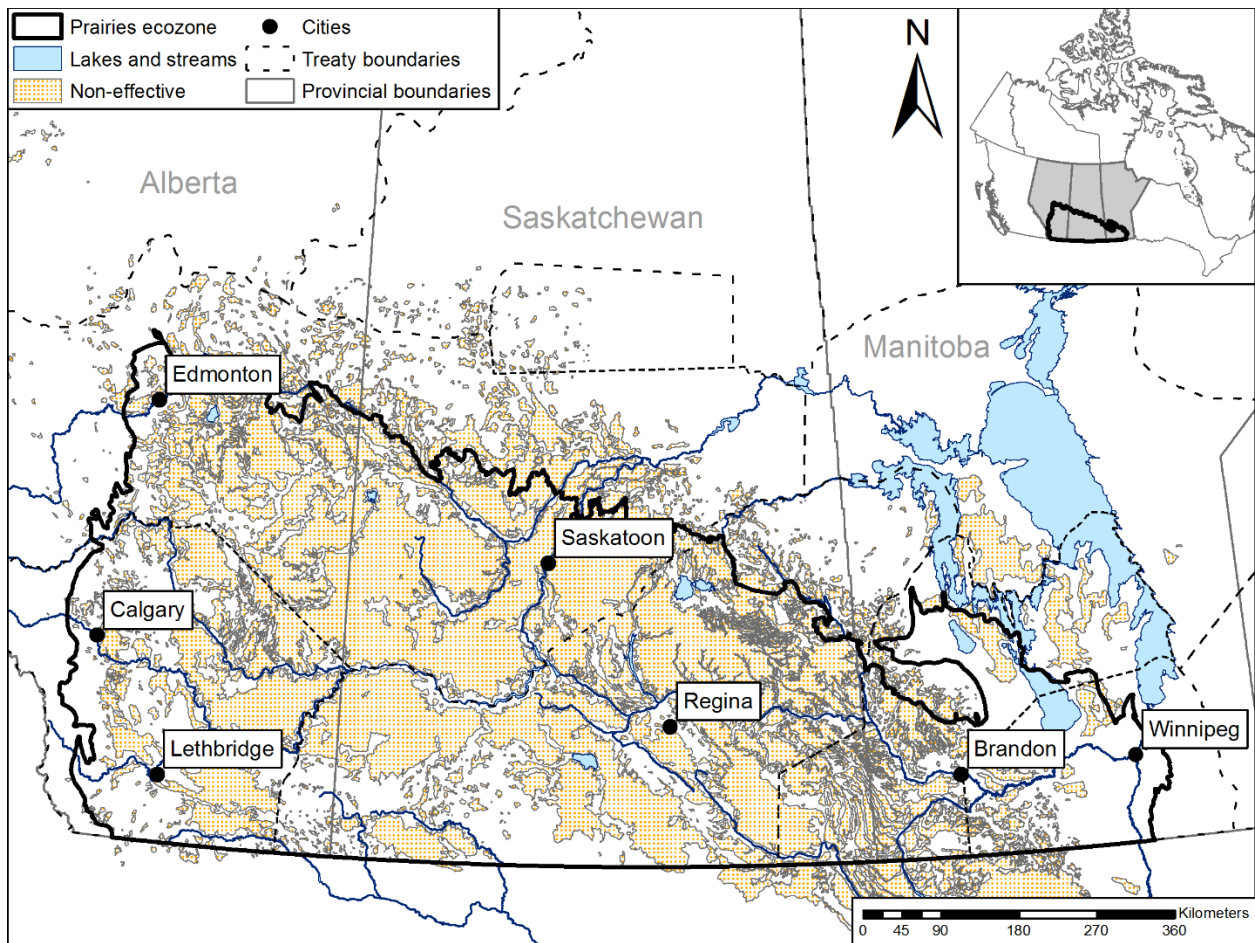 Prairies ecozone
Cities
Lakes and streams
Treaty boundaries
Non-effective
Provincial boundaries
N
Alberta
Saskatchewan
Manitoba
Edmonton
Saskatoon
Calgary
Regina
Winnipeg
Lethbridge
Brandon
Kilometers
0 45 90 180 270 360